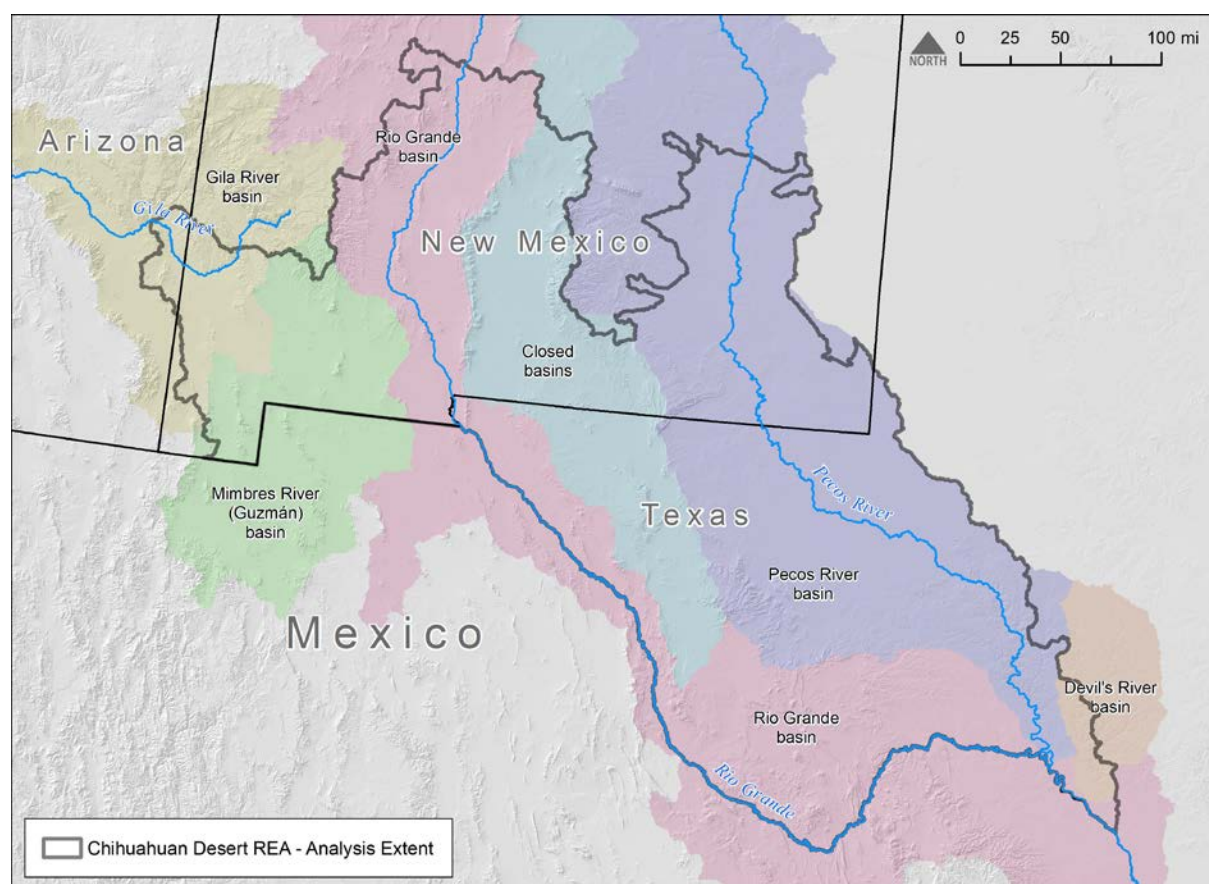 0 25 50 100 mi
NORTH
Arizona
Rio Grande
basin
Gila River
basin
Gila River
New Mexico
Closed
basins
Mimbres River
(Guzmán)
basin
Texas
Pecos River
Pecos River
basin
Mexico
Devil's River
basin
Rio Grande
basin
Rio Grande
Chihuahuan Desert REA - Analysis Extent